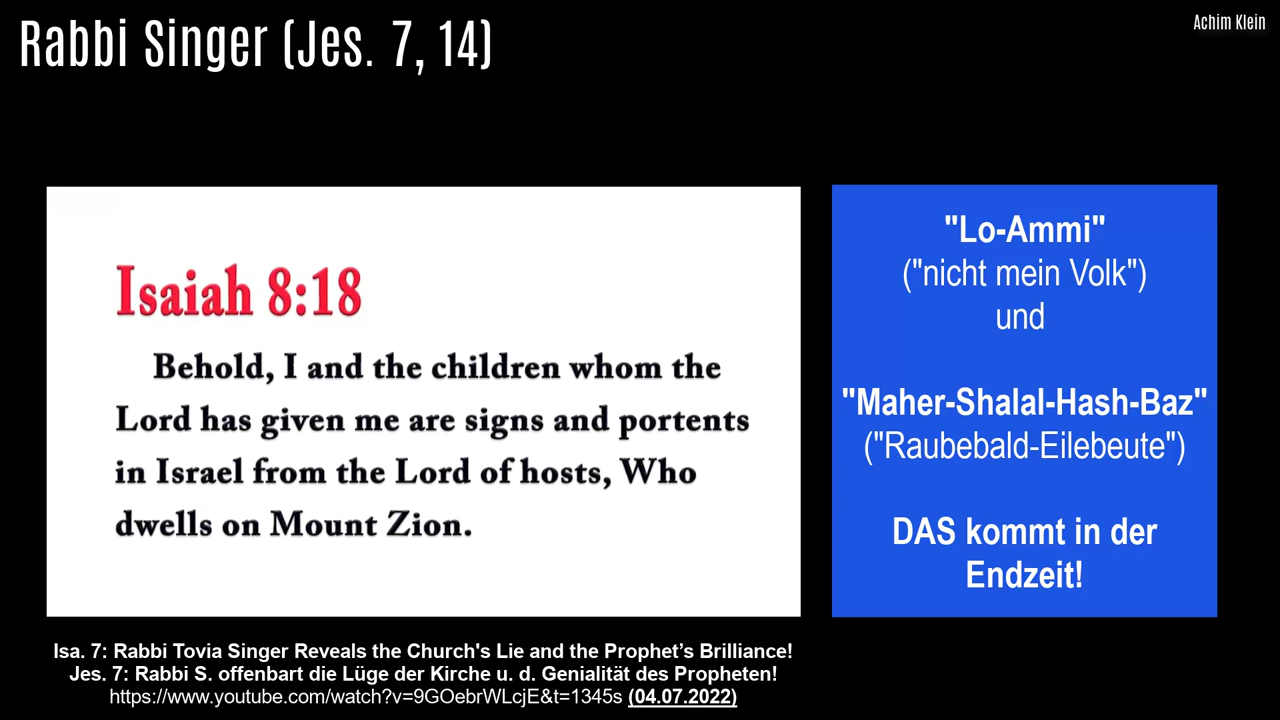 Rabbi Singer (Jes. 7, 14)
Achim Klein
Isaiah 8:18
Behold, I and the children whom the
Lord has given me are signs and portents
in Israel from the Lord of hosts, Who
dwells on Mount Zion.
"Lo-Ammi"
("nicht mein Volk")
und
"Maher-Shalal-Hash-Baz"
("Raubebald-Eilebeute")
DAS kommt in der
Endzeit!
Isa. 7: Rabbi Tovia Singer Reveals the Church's Lie and the Prophet’s Brilliance!
Jes. 7: Rabbi S. offenbart die Lüge der Kirche u. d. Genialität des Propheten!
https://www.youtube.com/watch?v=9GOebrWLcjE&t=1345s (04.07.2022)